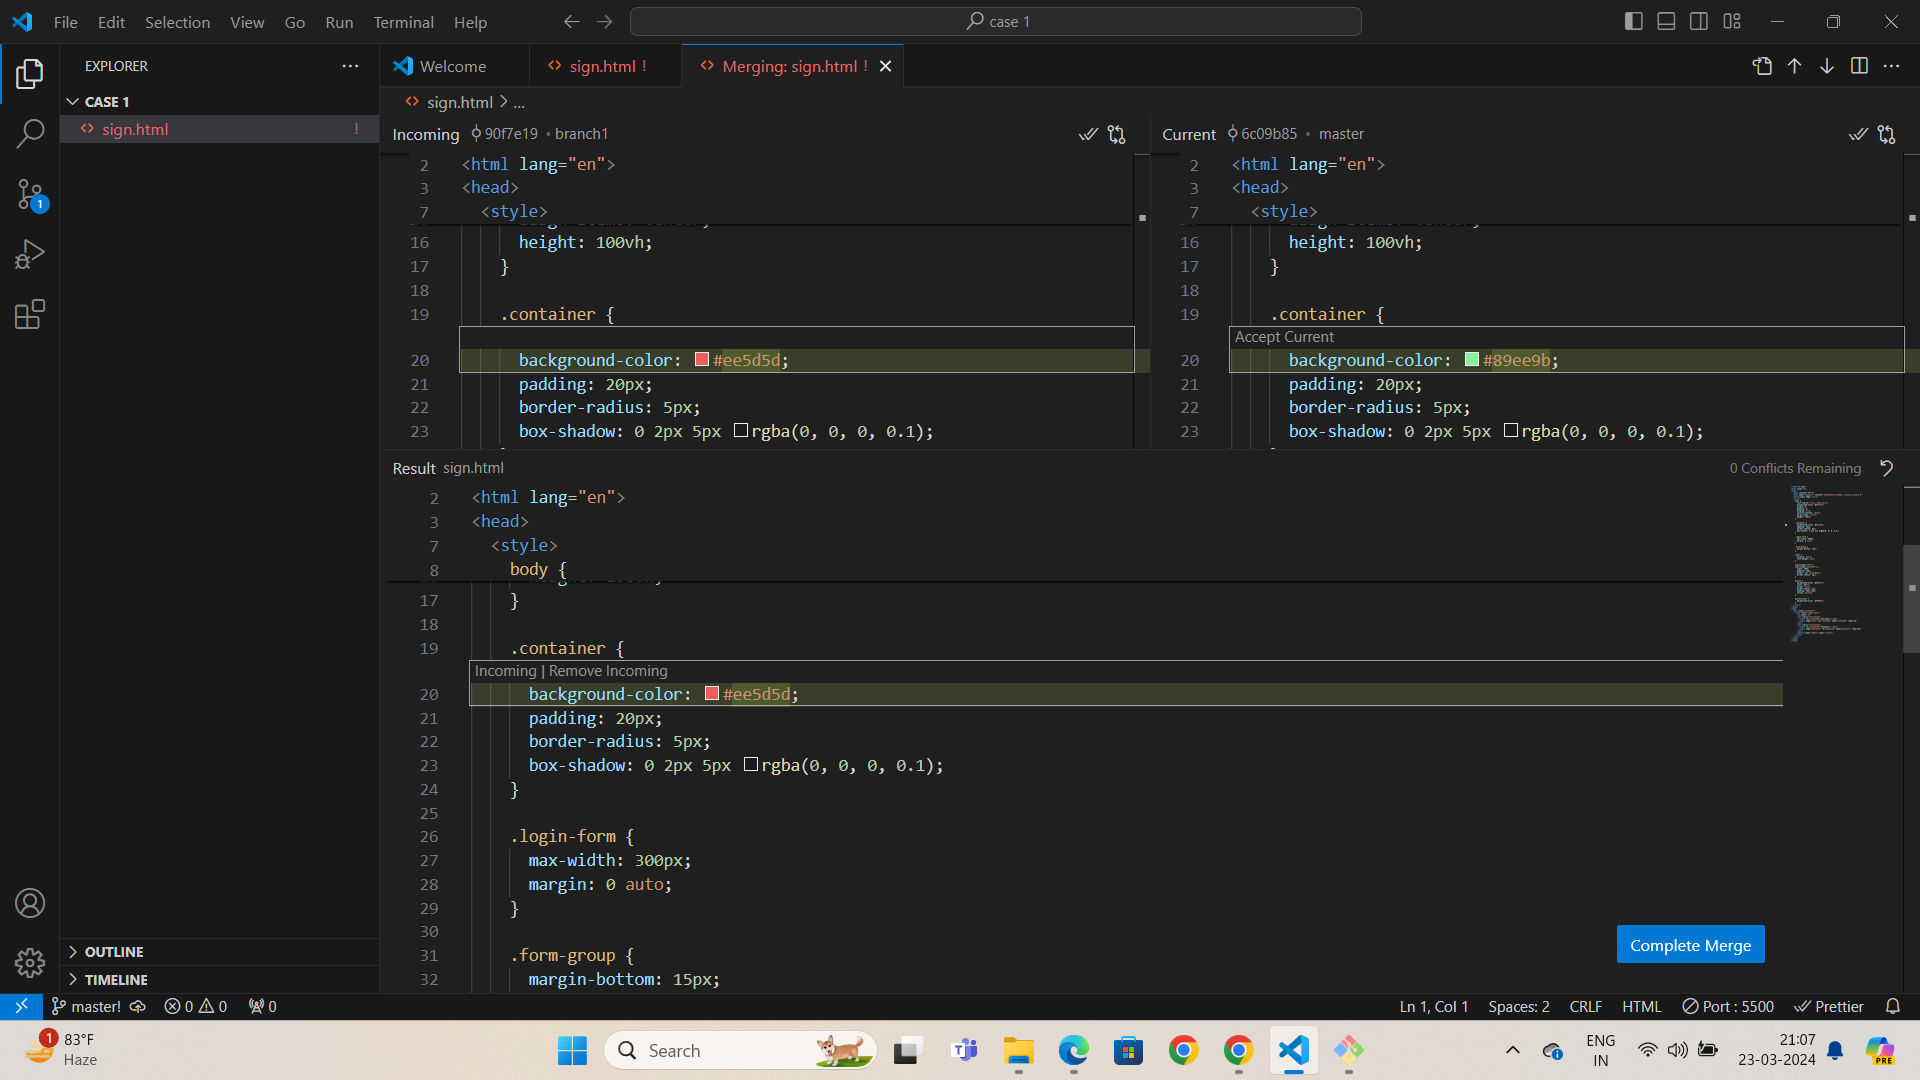 File Edit Selection View Go Run Terminal Help
case 1
EXPLORER
Welcome
sign.html !
Merging: sign.html !
CASE 1
sign.html !
sign.html > ...
1
Incoming 90f7e19 • branch1
2 <html lang="en">
3 <head>
7 <style>
16 height: 100vh;
17 }
18
19 .container {
20 background-color: #ee5d5d;
21 padding: 20px;
22 border-radius: 5px;
23 box-shadow: 0 2px 5px rgba(0, 0, 0, 0.1);
Current 6c09b85 • master
2 <html lang="en">
3 <head>
7 <style>
16 height: 100vh;
17 }
18
19 .container {
Accept Current
20 background-color: #89ee9b;
21 padding: 20px;
22 border-radius: 5px;
23 box-shadow: 0 2px 5px rgba(0, 0, 0, 0.1);
Result sign.html
0 Conflicts Remaining
2 <html lang="en">
3 <head>
7 <style>
8 body {
17 }
18
19 .container {
Incoming | Remove Incoming
20 background-color: #ee5d5d;
21 padding: 20px;
22 border-radius: 5px;
23 box-shadow: 0 2px 5px rgba(0, 0, 0, 0.1);
24 }
25
26 .login-form {
27 max-width: 300px;
28 margin: 0 auto;
29 }
30
31 .form-group {
32 margin-bottom: 15px;
Complete Merge
OUTLINE
TIMELINE
master! 0 0 0
Ln 1, Col 1 Spaces: 2 CRLF HTML Port : 5500 Prettier
1
83°F
Haze
Search
ENG
IN
21:07
23-03-2024
PRE